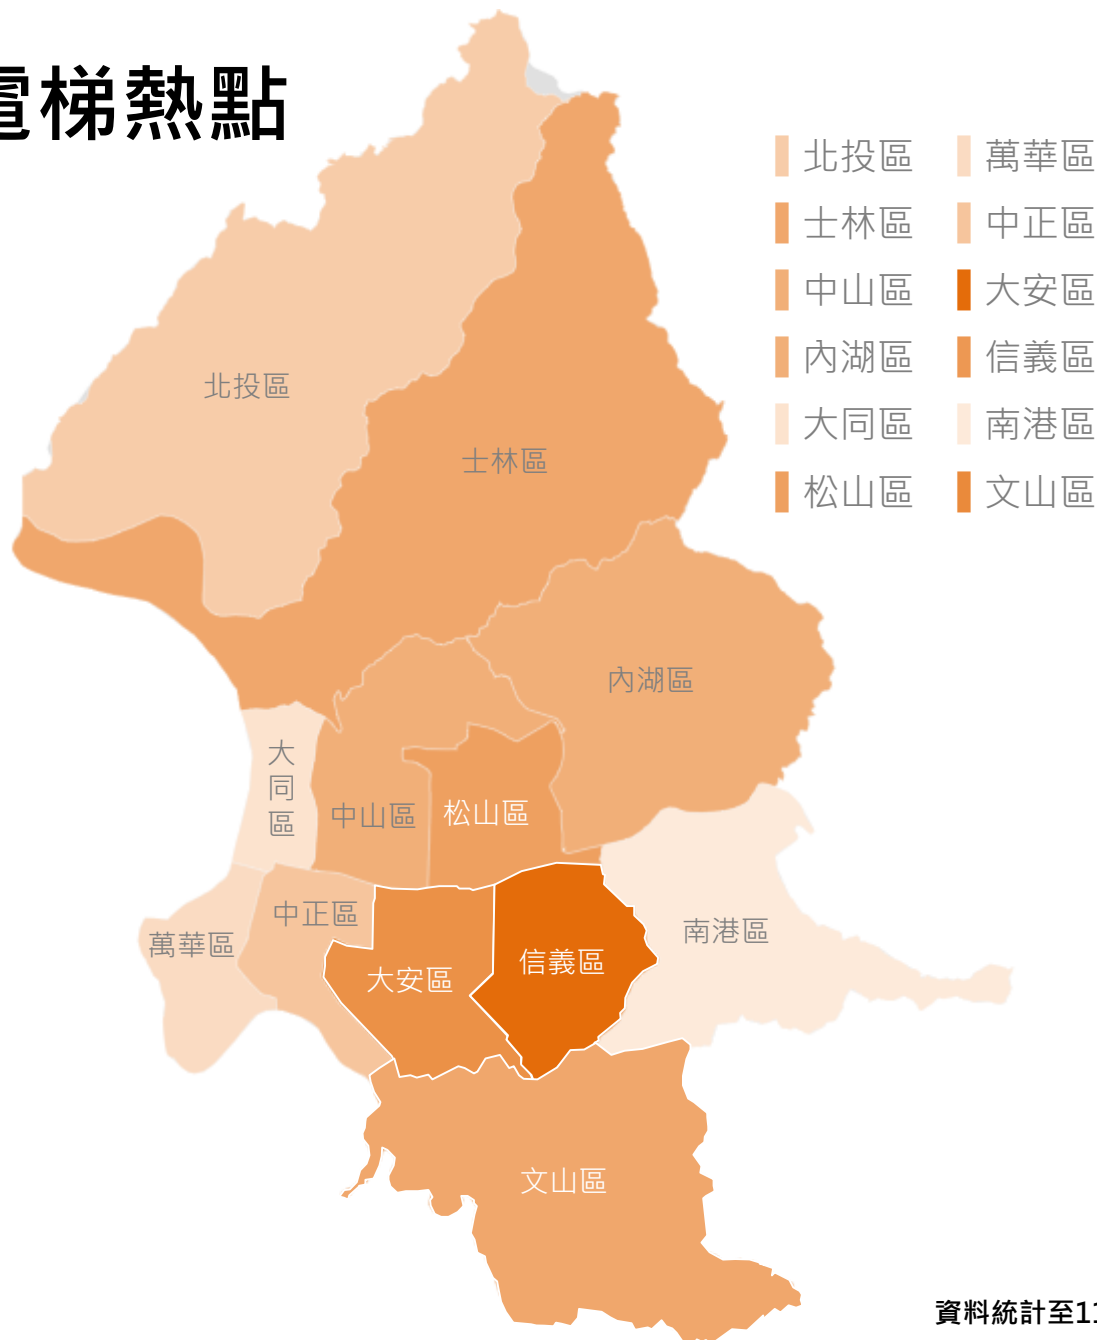 電梯熱點
北投區 萬華區
士林區 中正區
中山區 大安區
內湖區 信義區
大同區 南港區
松山區 文山區
北投區
士林區
內湖區
大同區
中山區
松山區
中正區
萬華區
大安區
信義區
南港區
文山區
資料統計至11